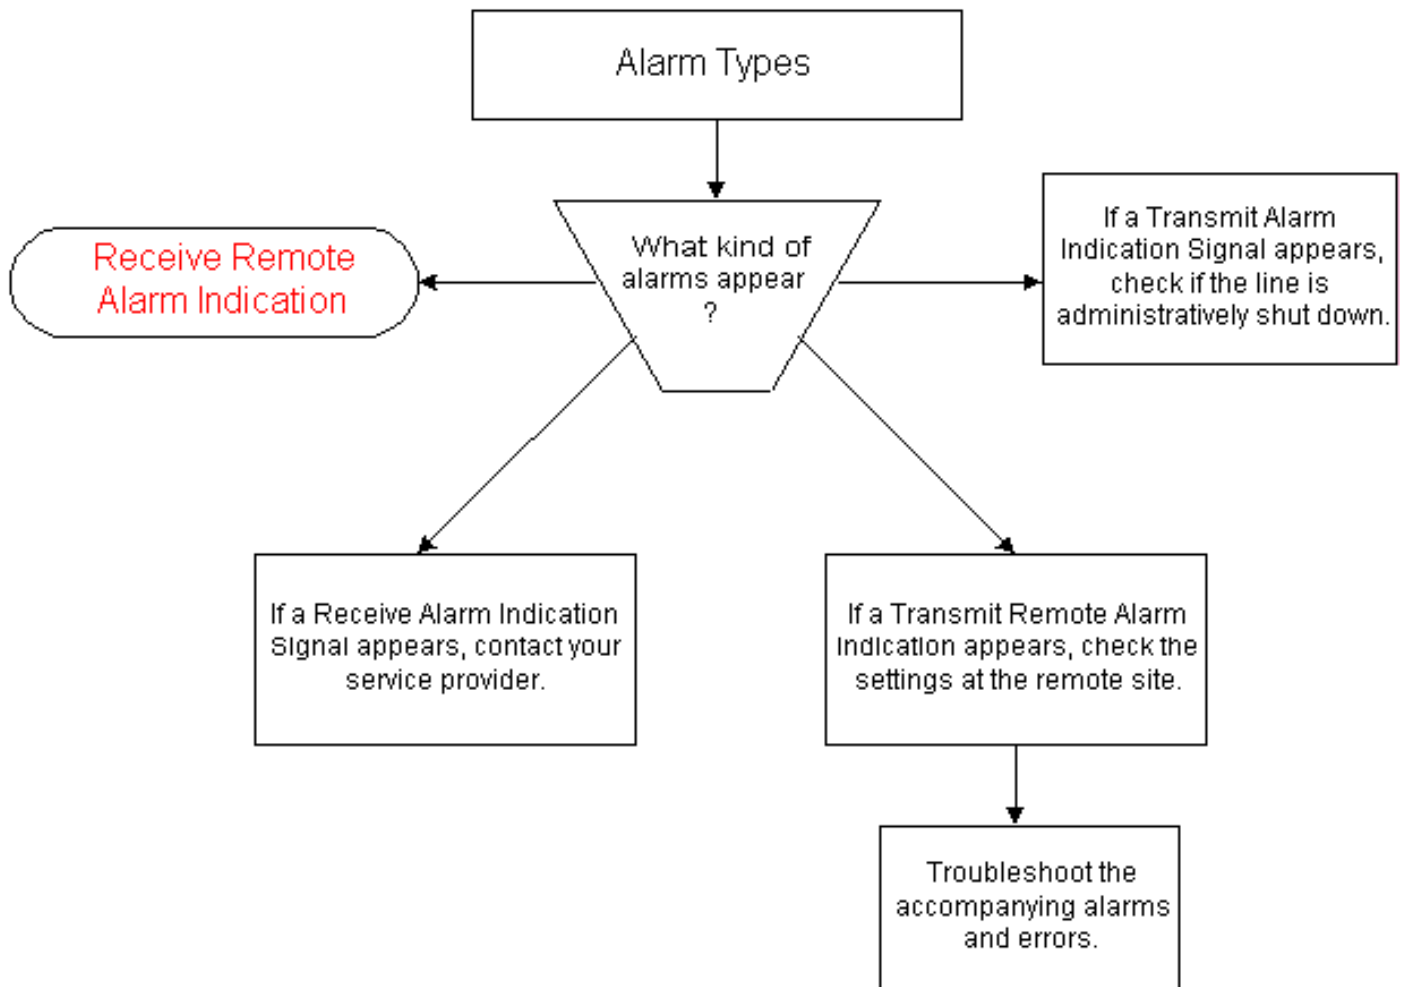 Alarm Types
What kind of
alarms appear
?
Receive Remote
Alarm Indication
If a Transmit Alarm
Indication Signal appears,
check if the line is
administratively shut down.
If a Receive Alarm Indication
Signal appears, contact your
service provider.
If a Transmit Remote Alarm
Indication appears, check the
settings at the remote site.
Troubleshoot the
accompanying alarms
and errors.